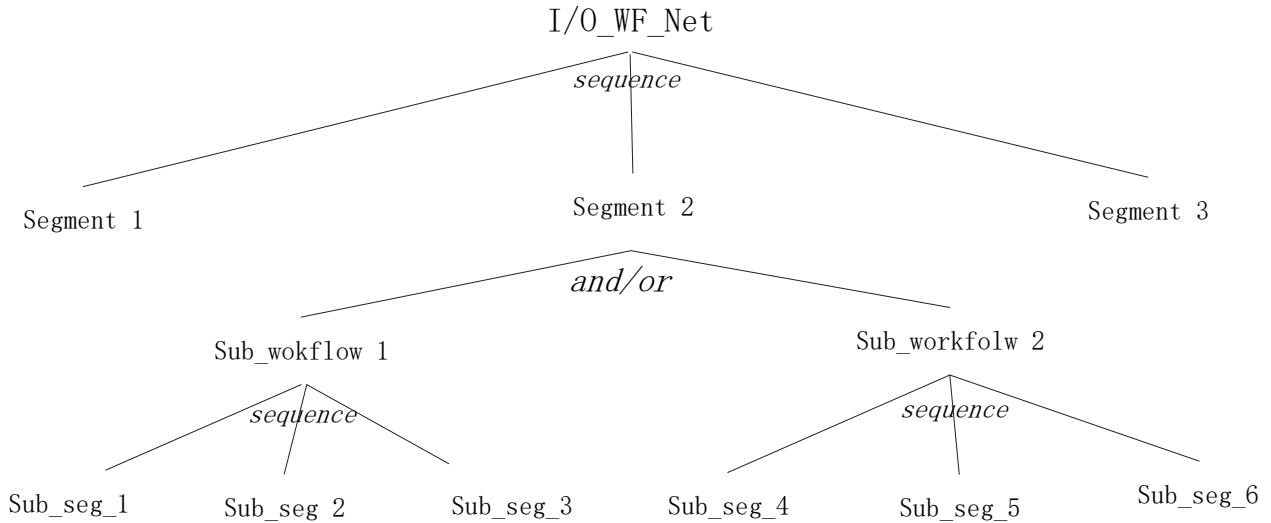 I/O_WF_Net
sequence
Segment 1
Segment 2
Segment 3
and/or
Sub_wokflow 1
Sub_workfolw 2
sequence
sequence
Sub_seg_1
Sub_seg 2
Sub_seg_3
Sub_seg_4
Sub_seg_5
Sub_seg_6